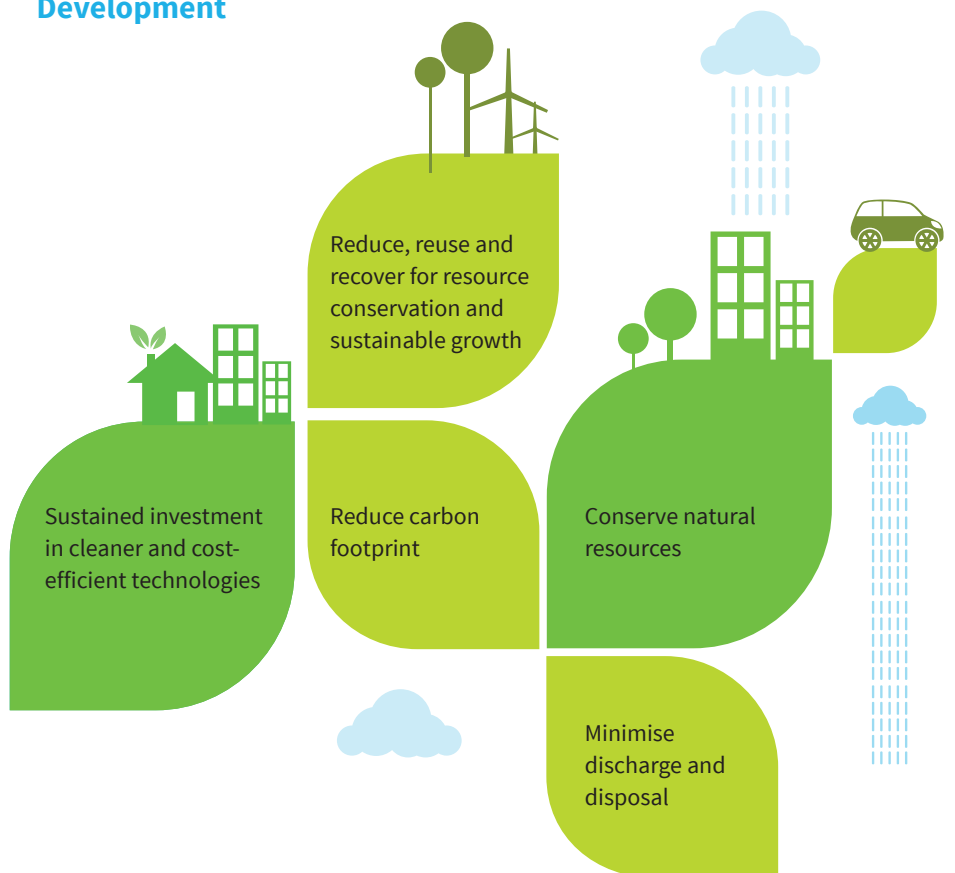 Development
Reduce, reuse and
recover for resource
conservation and
sustainable growth
Sustained investment
in cleaner and cost-
efficient technologies
Reduce carbon
footprint
Conserve natural
resources
Minimise
discharge and
disposal